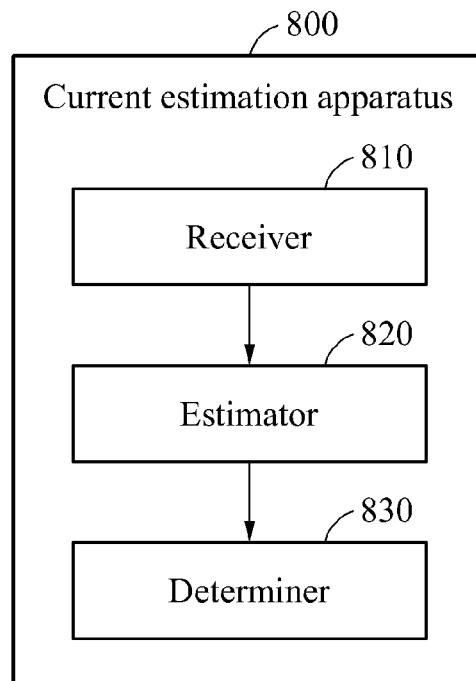 800
Current estimation apparatus
810
Receiver
820
Estimator
830
Determiner